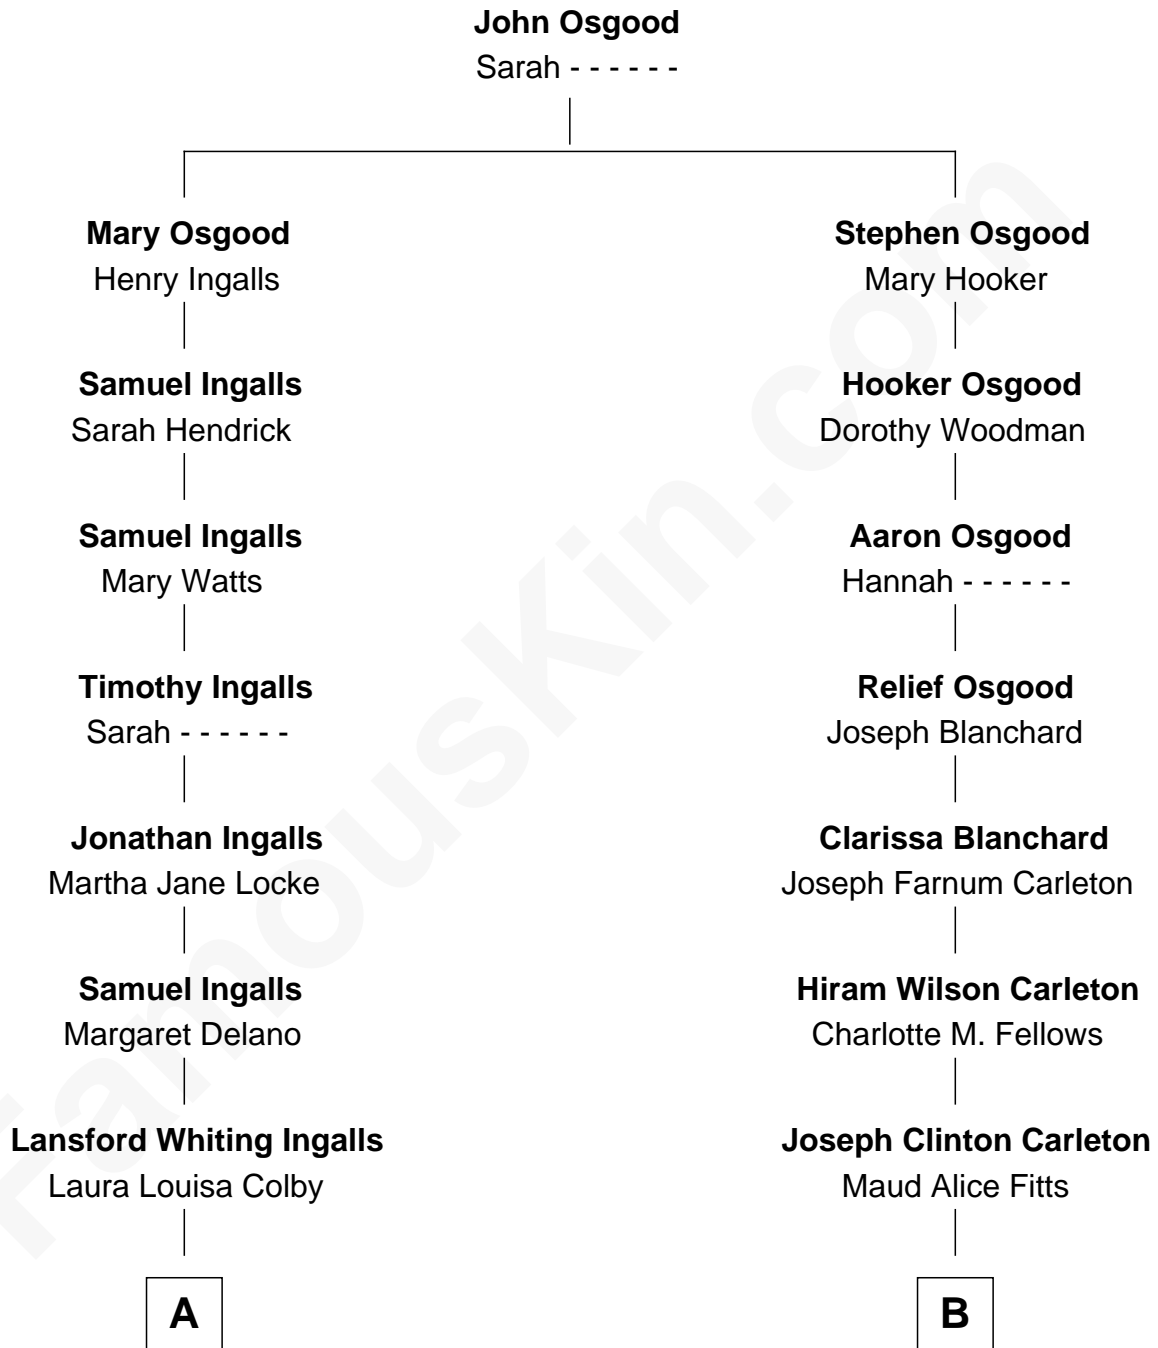 John Osgood
Sarah - - - - - -
Mary Osgood
Henry Ingalls
Samuel Ingalls
Sarah Hendrick
Samuel Ingalls
Mary Watts
Timothy Ingalls
Sarah - - - - - -
Jonathan Ingalls
Martha Jane Locke
Samuel Ingalls
Margaret Delano
Lansford Whiting Ingalls
Laura Louisa Colby
A
Stephen Osgood
Mary Hooker
Hooker Osgood
Dorothy Woodman
Aaron Osgood
Hannah - - - - - -
Relief Osgood
Joseph Blanchard
Clarissa Blanchard
Joseph Farnum Carleton
Hiram Wilson Carleton
Charlotte M. Fellows
Joseph Clinton Carleton
Maud Alice Fitts
B
FamousKin.com